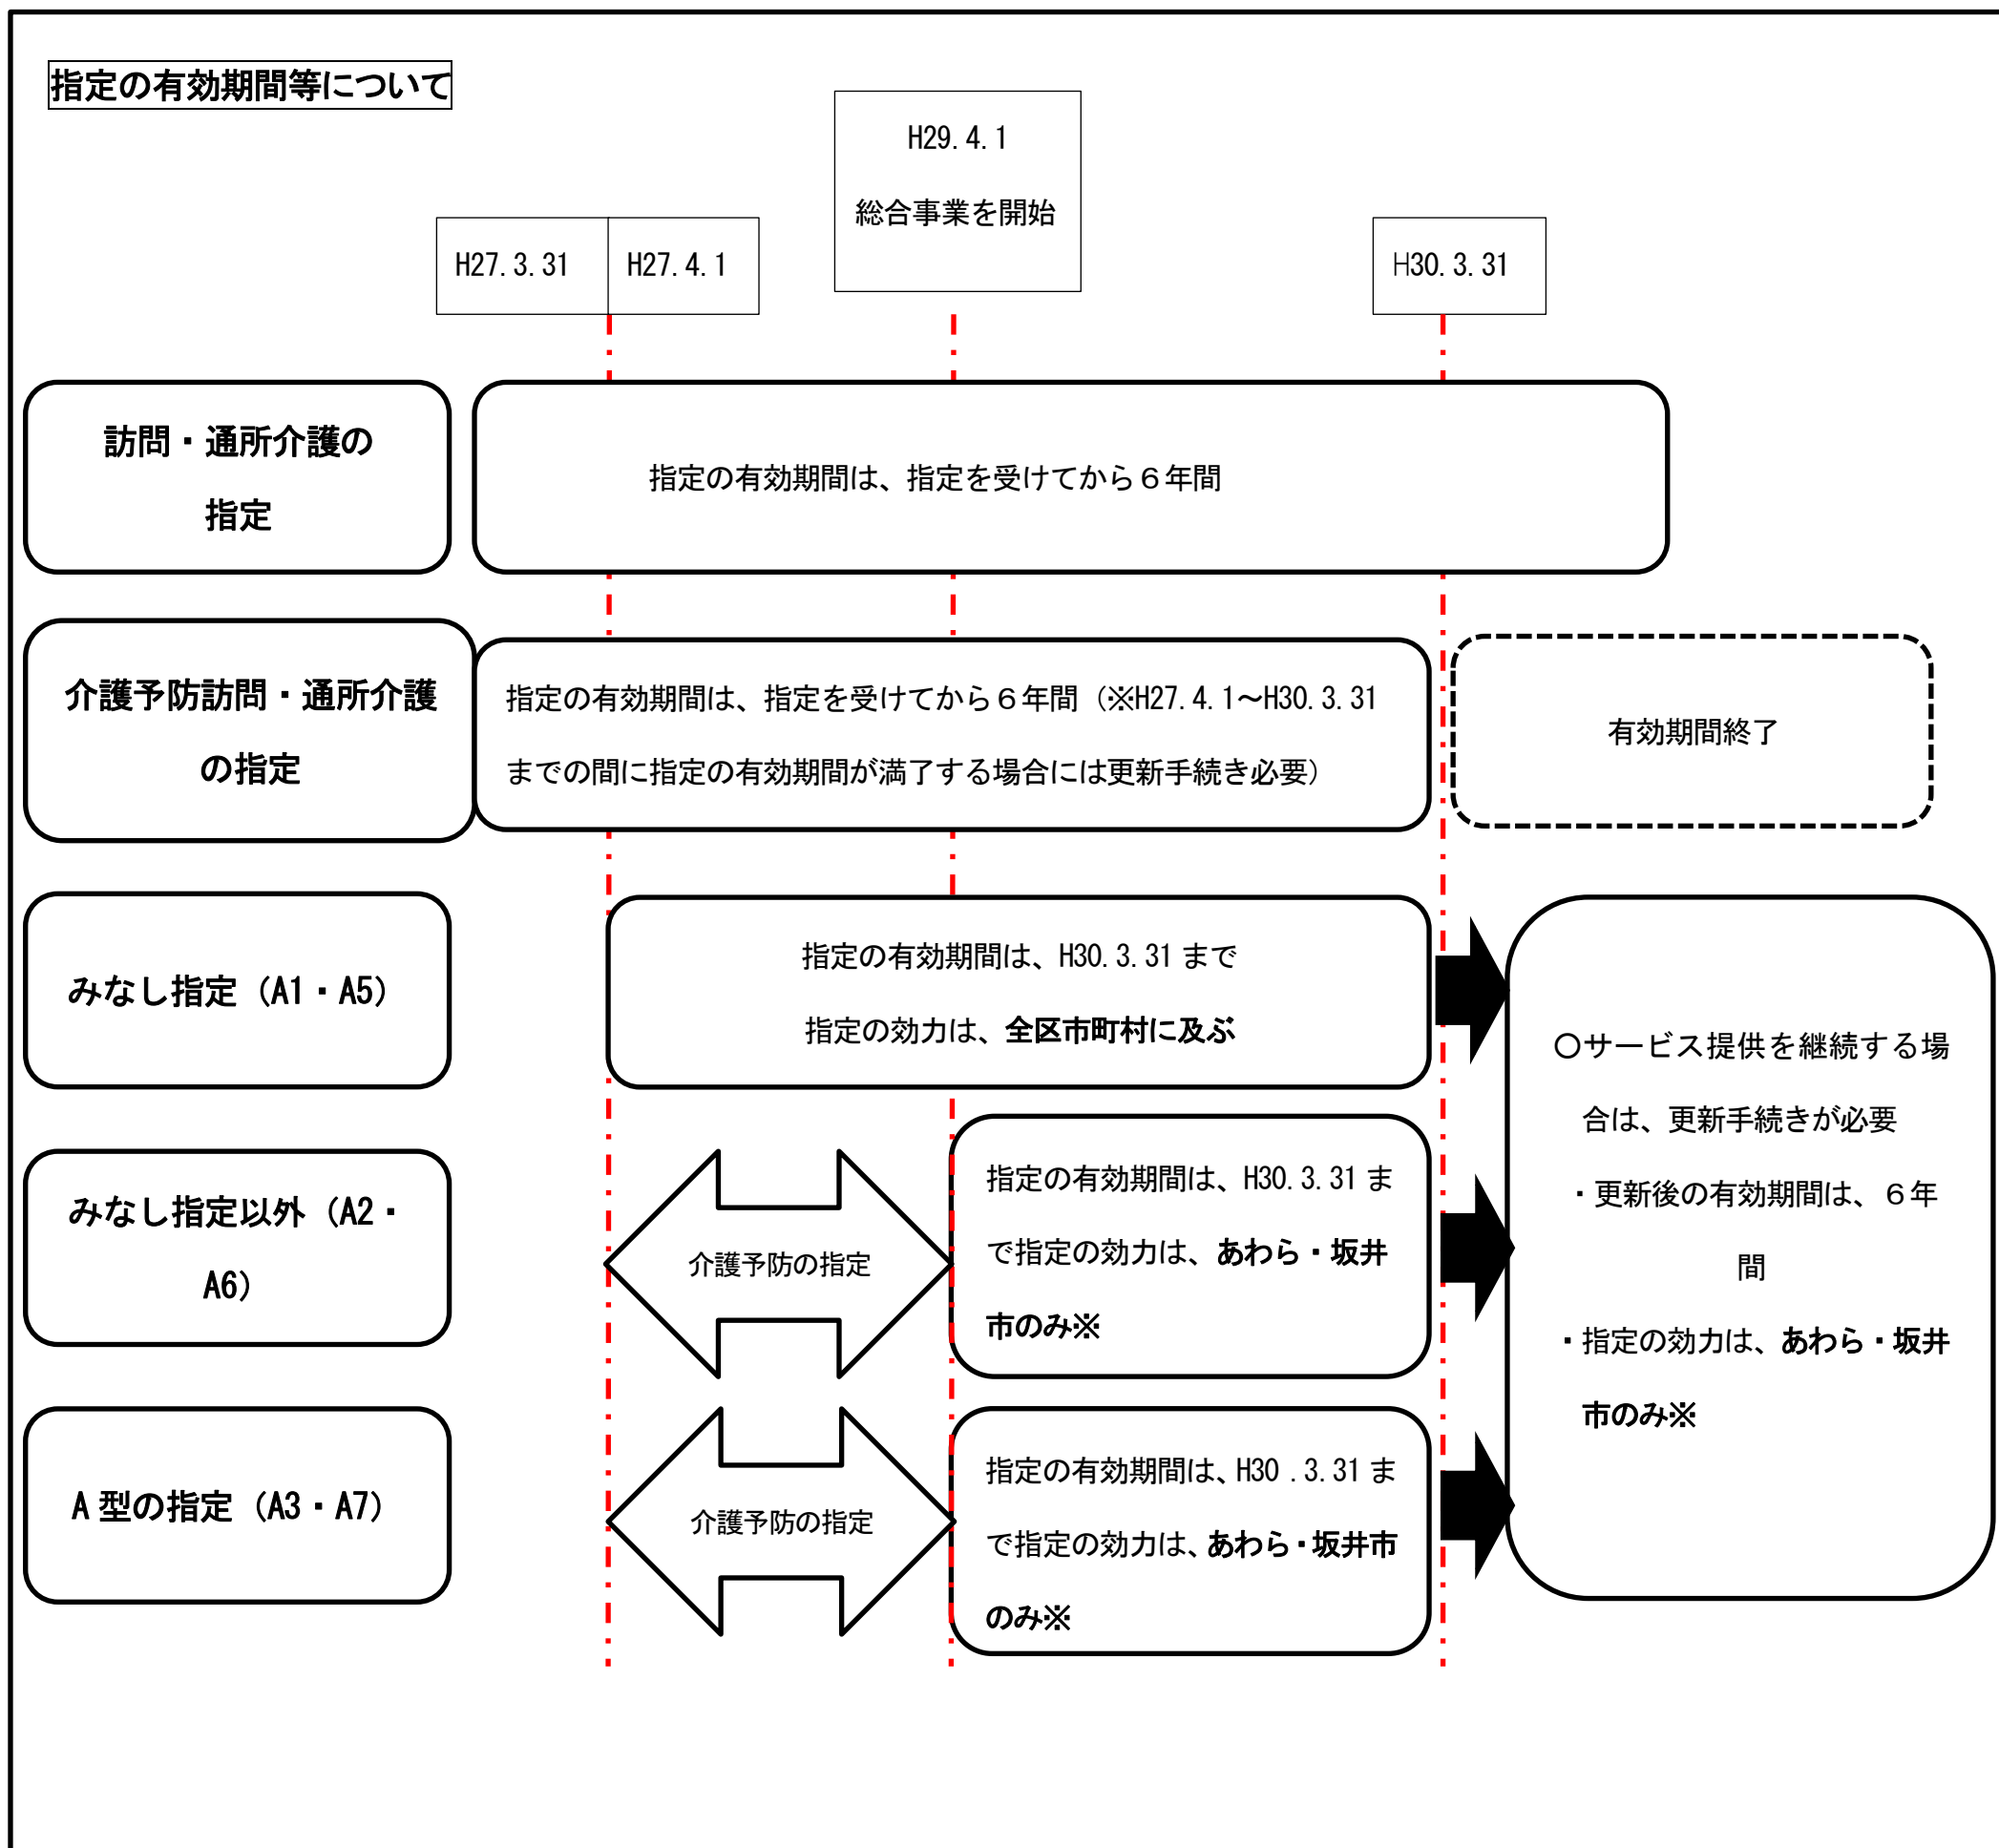 指定の有効期間等について
H29.4.1
総合事業を開始
H27.3.31
H27.4.1
H30.3.31
訪問・通所介護の
指定
指定の有効期間は、指定を受けてから６年間
介護予防訪問・通所介護
の指定
指定の有効期間は、指定を受けてから６年間（※H27.4.1～H30.3.31
までの間に指定の有効期間が満了する場合には更新手続き必要）
有効期間終了
みなし指定（A1・A5）
指定の有効期間は、H30.3.31 まで
指定の効力は、全区市町村に及ぶ
みなし指定以外（A2・
A6）
介護予防の指定
指定の有効期間は、H30.3.31 ま
で指定の効力は、あわら・坂井
市のみ※
A 型の指定（A3・A7）
介護予防の指定
指定の有効期間は、H30 .3.31 ま
で指定の効力は、あわら・坂井市
のみ※
○サービス提供を継続する場
合は、更新手続きが必要
・更新後の有効期間は、６年
間
・指定の効力は、あわら・坂井
市のみ※